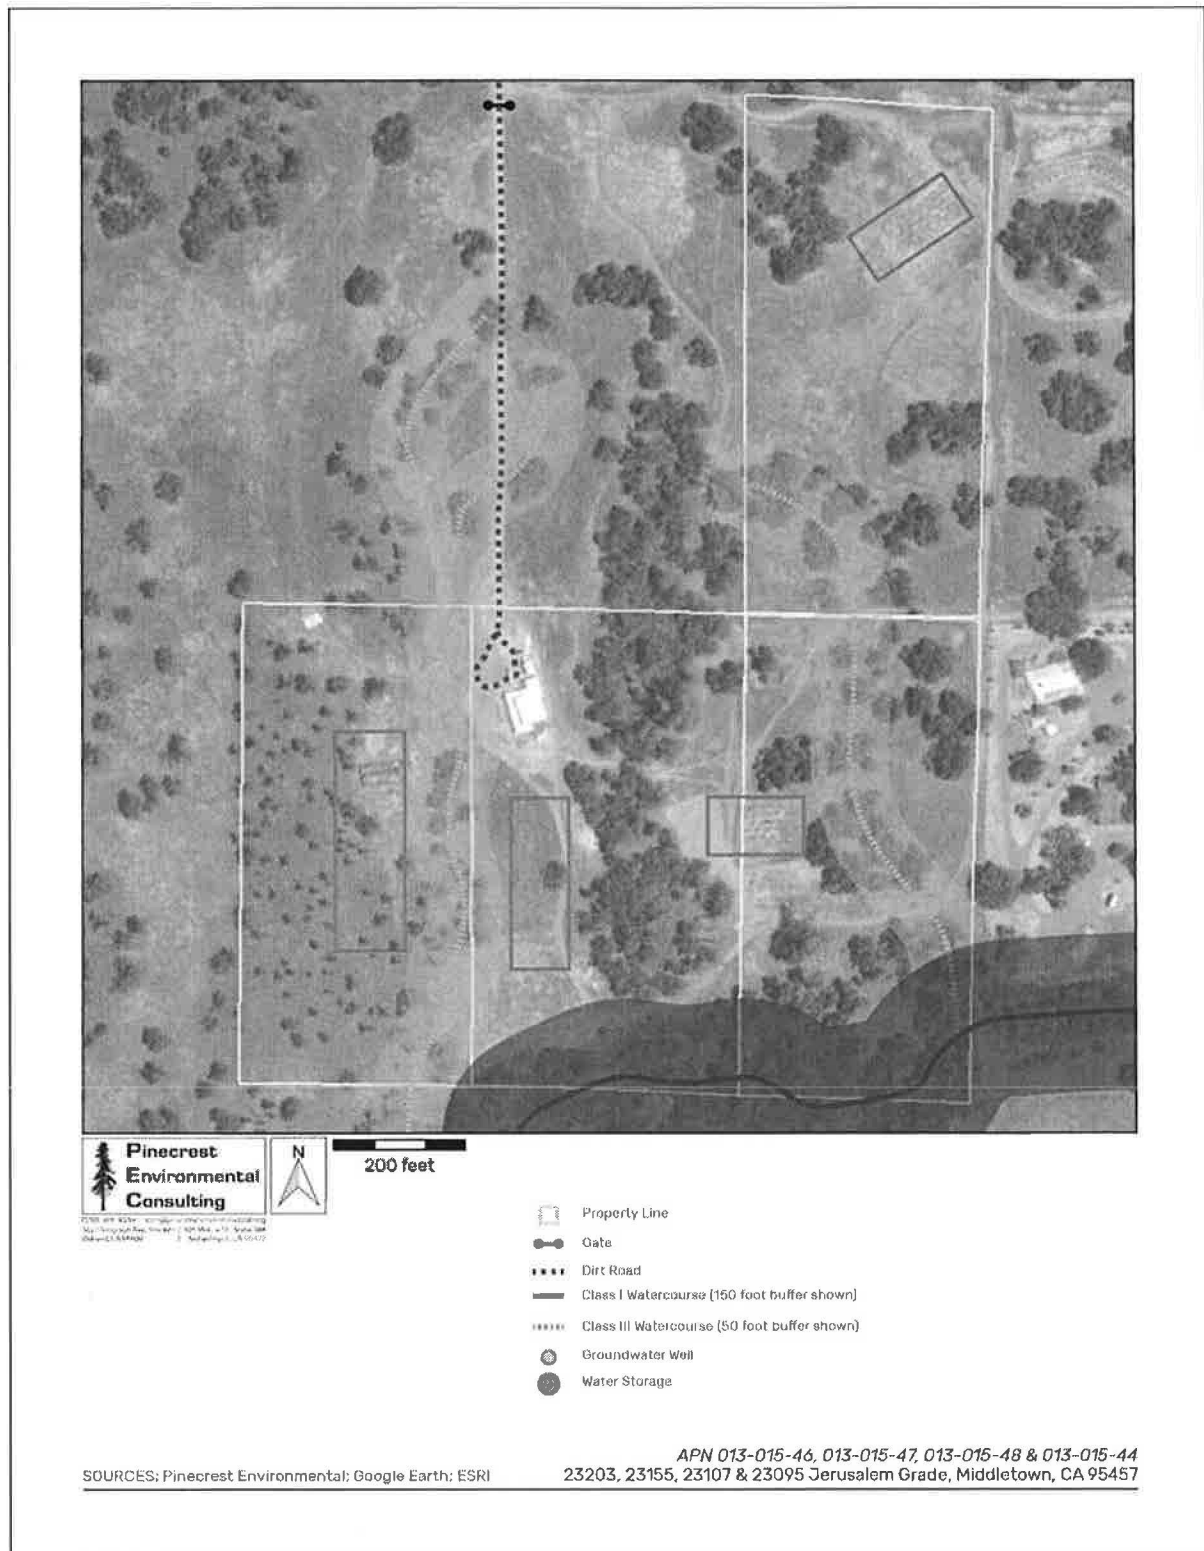 Pinecrest
Environmental
Consulting
N
200 feet
Property Line
Gate
Dirt Road
Class I Watercourse (150 foot buffer shown)
Class III Watercourse (50 foot buffer shown)
Groundwater Well
Water Storage
APN 013-015-46, 013-015-47, 013-015-48 & 013-015-44
SOURCES: Pinecrest Environmental; Google Earth; ESRI
23203, 23155, 23107 & 23095 Jerusalem Grade, Middletown, CA 95457